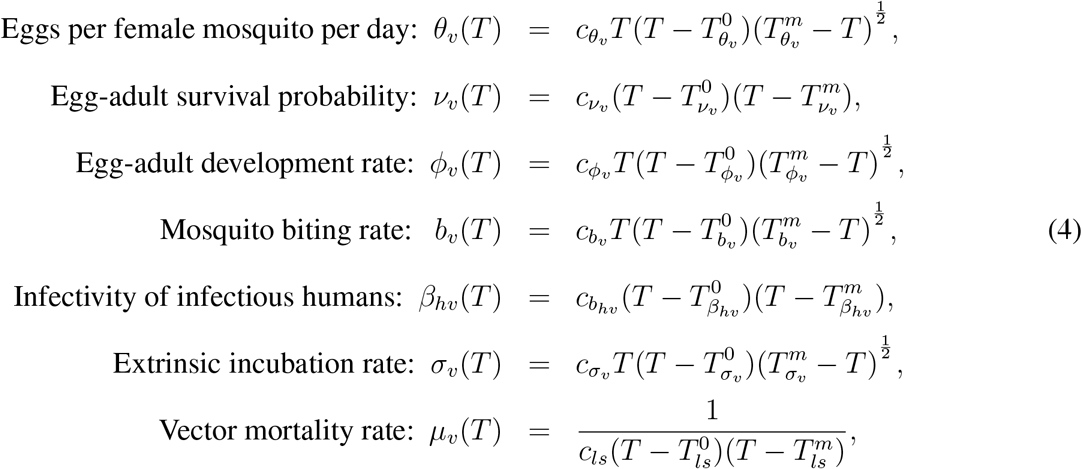 Eggs per female mosquito per day: θ_v(T) = c_{θ_v}T(T − T^0_{θ_v})(T^m_{θ_v} − T)^{1/2},
Egg-adult survival probability: ν_v(T) = c_{ν_v}(T − T^0_{ν_v})(T − T^m_{ν_v}),
Egg-adult development rate: ϕ_v(T) = c_{ϕ_v}T(T − T^0_{ϕ_v})(T^m_{ϕ_v} − T)^{1/2},
Mosquito biting rate: b_v(T) = c_{b_v}T(T − T^0_{b_v})(T^m_{b_v} − T)^{1/2}, (4)
Infectivity of infectious humans: β_{hv}(T) = c_{b_{hv}}(T − T^0_{β_{hv}})(T − T^m_{β_{hv}}),
Extrinsic incubation rate: σ_v(T) = c_{σ_v}T(T − T^0_{σ_v})(T^m_{σ_v} − T)^{1/2},
Vector mortality rate: μ_v(T) = 1/(c_{ls}(T − T^0_{ls})(T − T^m_{ls})),